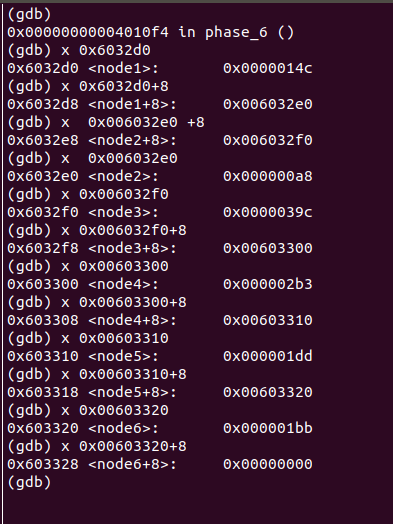 (gdb)
0x00000000004010f4 in phase_6 ()
(gdb) x 0x6032d0
0x6032d0 <node1>: 0x0000014c
(gdb) x 0x6032d0+8
0x6032d8 <node1+8>: 0x006032e0
(gdb) x  0x006032e0 +8
0x6032e8 <node2+8>: 0x006032f0
(gdb) x  0x006032e0
0x6032e0 <node2>: 0x000000a8
(gdb) x 0x006032f0
0x6032f0 <node3>: 0x0000039c
(gdb) x 0x006032f0+8
0x6032f8 <node3+8>: 0x00603300
(gdb) x 0x00603300
0x603300 <node4>: 0x000002b3
(gdb) x 0x00603300+8
0x603308 <node4+8>: 0x00603310
(gdb) x 0x00603310
0x603310 <node5>: 0x000001dd
(gdb) x 0x00603310+8
0x603318 <node5+8>: 0x00603320
(gdb) x 0x00603320
0x603320 <node6>: 0x000001bb
(gdb) x 0x00603320+8
0x603328 <node6+8>: 0x00000000
(gdb)